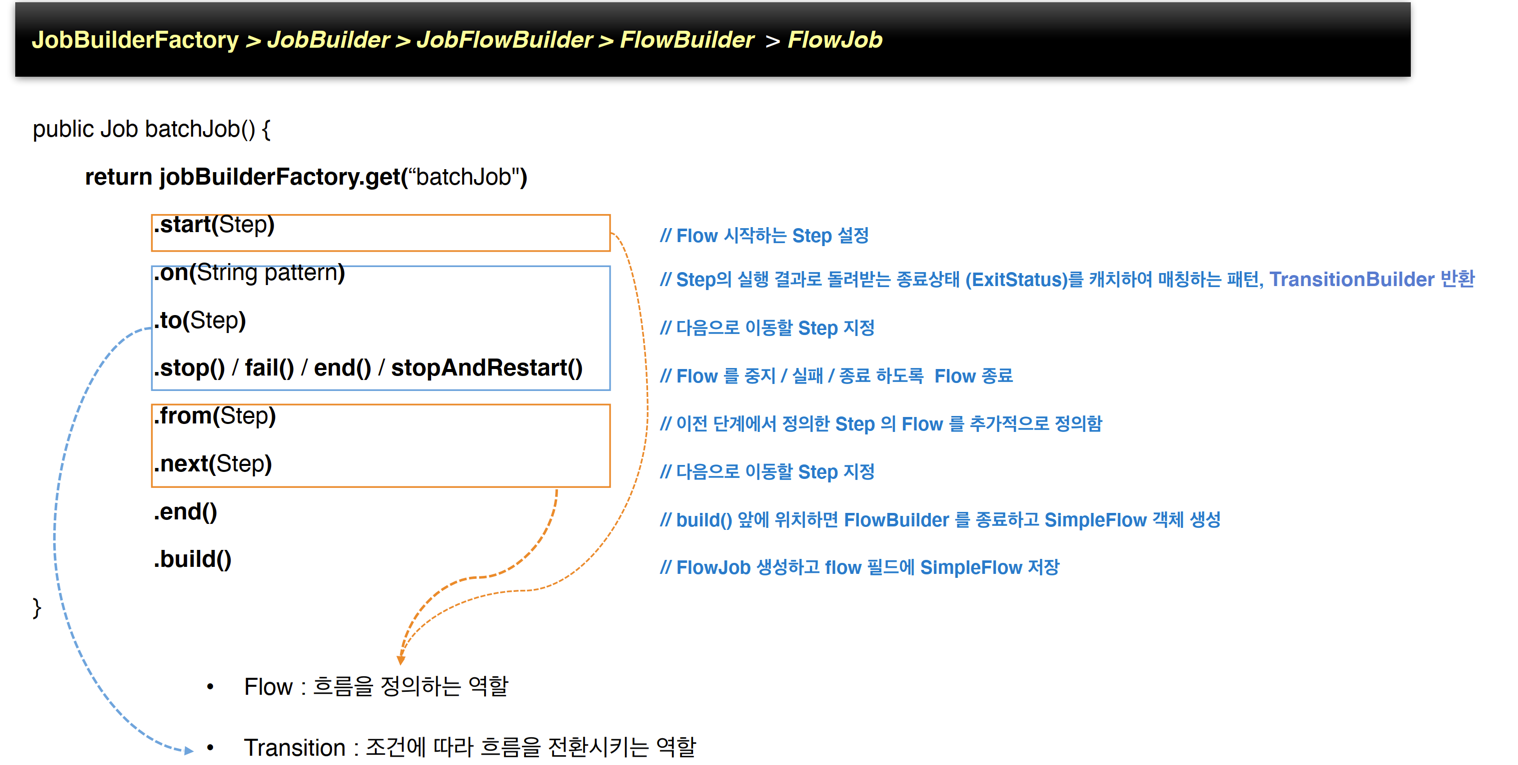 JobBuilderFactory > JobBuilder > JobFlowBuilder > FlowBuilder > FlowJob
public Job batchJob() {
return jobBuilderFactory.get(“batchJob")
.start(Step) // Flow 시작하는 Step 설정
.on(String pattern) // Step의 실행 결과로 돌려받는 종료상태 (ExitStatus)를 캐치하여 매칭하는 패턴, TransitionBuilder 반환
.to(Step) // 다음으로 이동할 Step 지정
.stop() / fail() / end() / stopAndRestart() // Flow 를 중지 / 실패 / 종료 하도록 Flow 종료
.from(Step) // 이전 단계에서 정의한 Step 의 Flow 를 추가적으로 정의함
.next(Step) // 다음으로 이동할 Step 지정
.end() // build() 앞에 위치하면 FlowBuilder 를 종료하고 SimpleFlow 객체 생성
.build() // FlowJob 생성하고 flow 필드에 SimpleFlow 저장
}
• Flow : 흐름을 정의하는 역할
• Transition : 조건에 따라 흐름을 전환시키는 역할